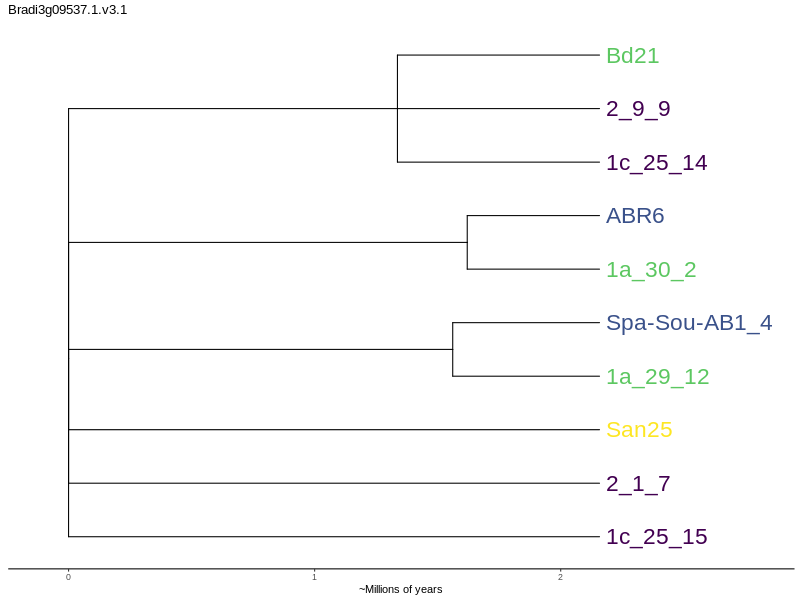 Bradi3g09537.1.v3.1
Bd21
2_9_9
1c_25_14
ABR6
1a_30_2
Spa-Sou-AB1_4
1a_29_12
San25
2_1_7
1c_25_15
0 1 2
~Millions of years